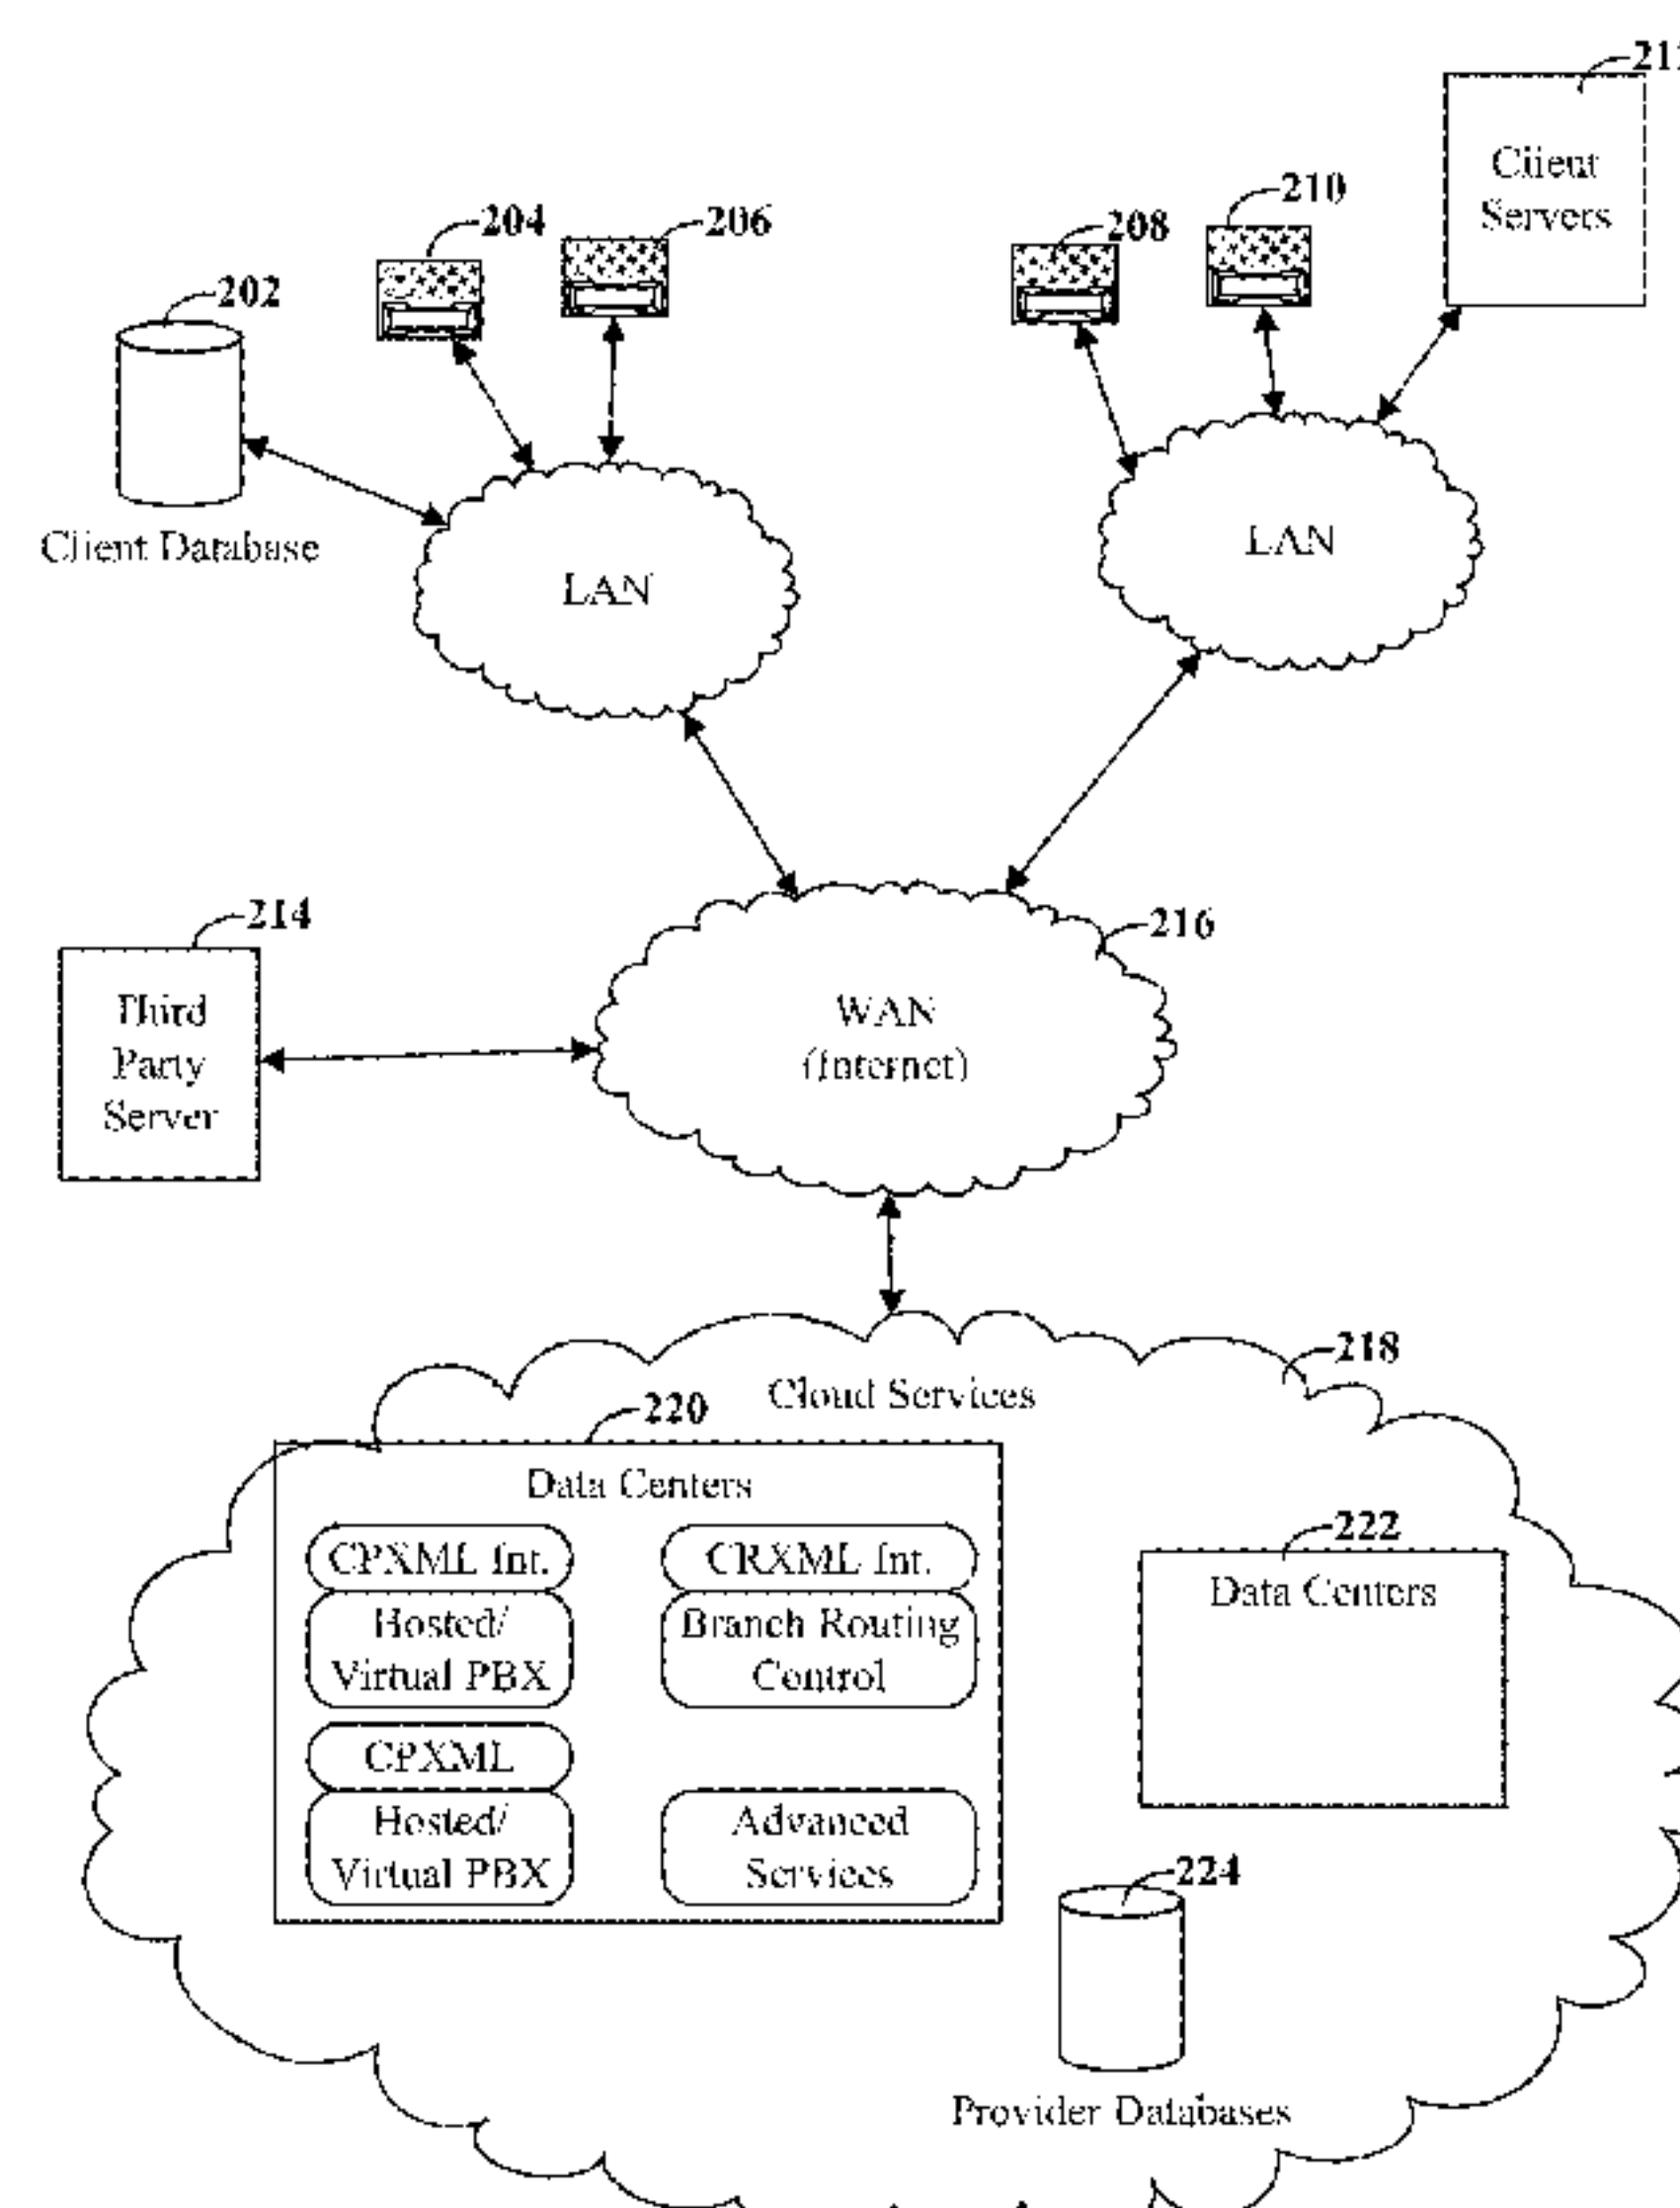 204
206
208
210
Client
Servers
202
Client Database
LAN
LAN
214
216
Third
Party
Server
WAN
(Internet)
218
Cloud Services
220
Data Centers
222
Data Centers
CPXML Int.
CRXML Int.
Hosted/
Virtual PBX
Branch Routing
Control
CPXML
Hosted/
Virtual PBX
Advanced
Services
224
Provider Databases